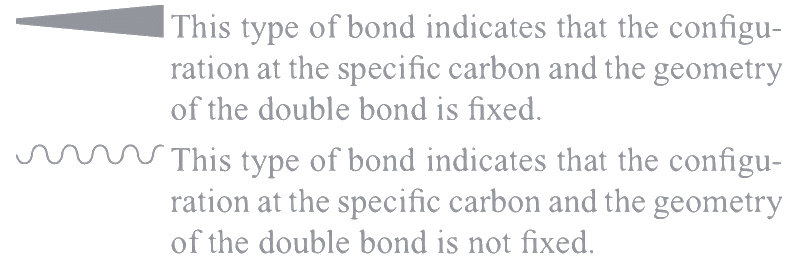 This type of bond indicates that the configu-
ration at the specific carbon and the geometry
of the double bond is fixed.
This type of bond indicates that the configu-
ration at the specific carbon and the geometry
of the double bond is not fixed.